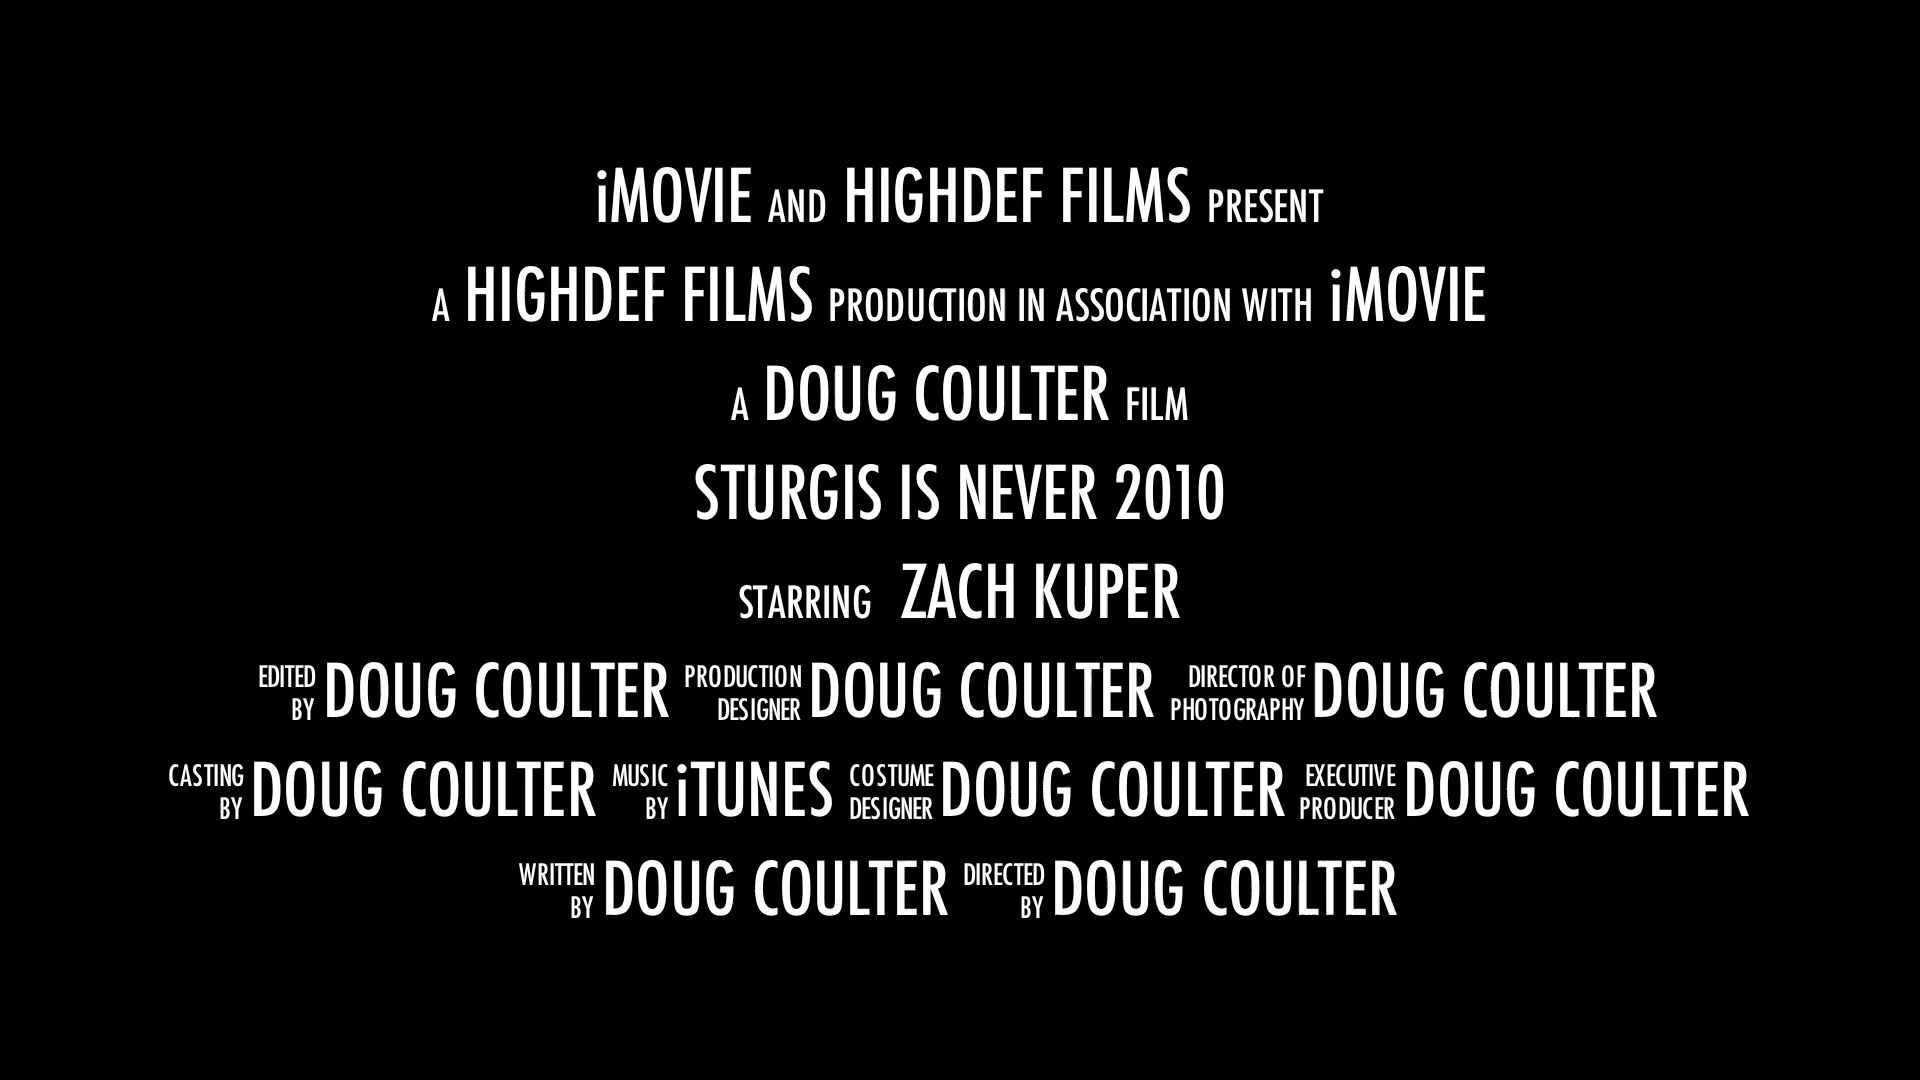 iMOVIE AND HIGHDEF FILMS PRESENT
A HIGHDEF FILMS PRODUCTION IN ASSOCIATION WITH iMOVIE
A DOUG COULTER FILM
STURGIS IS NEVER 2010
STARRING ZACH KUPER
EDITED BY DOUG COULTER PRODUCTION DESIGNER DOUG COULTER DIRECTOR OF PHOTOGRAPHY DOUG COULTER
CASTING BY DOUG COULTER MUSIC BY iTUNES COSTUME DESIGNER DOUG COULTER EXECUTIVE PRODUCER DOUG COULTER
WRITTEN BY DOUG COULTER DIRECTED BY DOUG COULTER